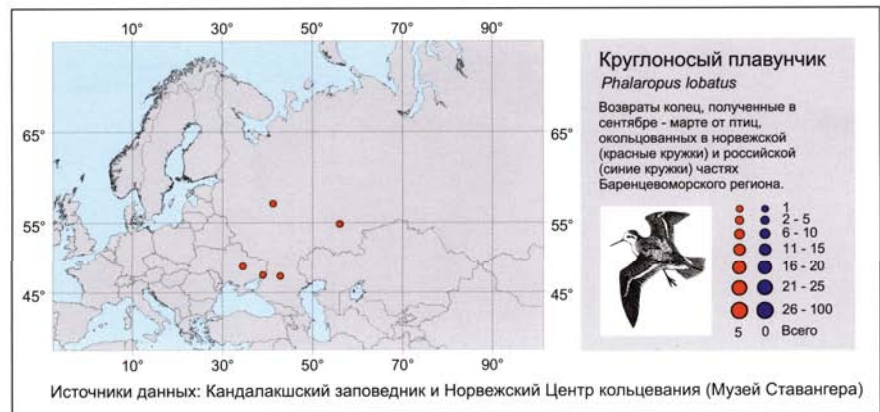 10° 30° 50° 70° 90°
65° 65°
55° 55°
45° 45°
10° 30° 50° 70° 90°
Круглоносый плавунчик
Phalaropus lobatus
Возвраты колец, полученные в
сентябре - марте от птиц,
окольцованных в норвежской
(красные кружки) и российской
(синие кружки) частях
Баренцевоморского региона.
1
2 - 5
6 - 10
11 - 15
16 - 20
21 - 25
26 - 100
5 0 Всего
Источники данных: Кандалакшский заповедник и Норвежский Центр кольцевания (Музей Ставангера)